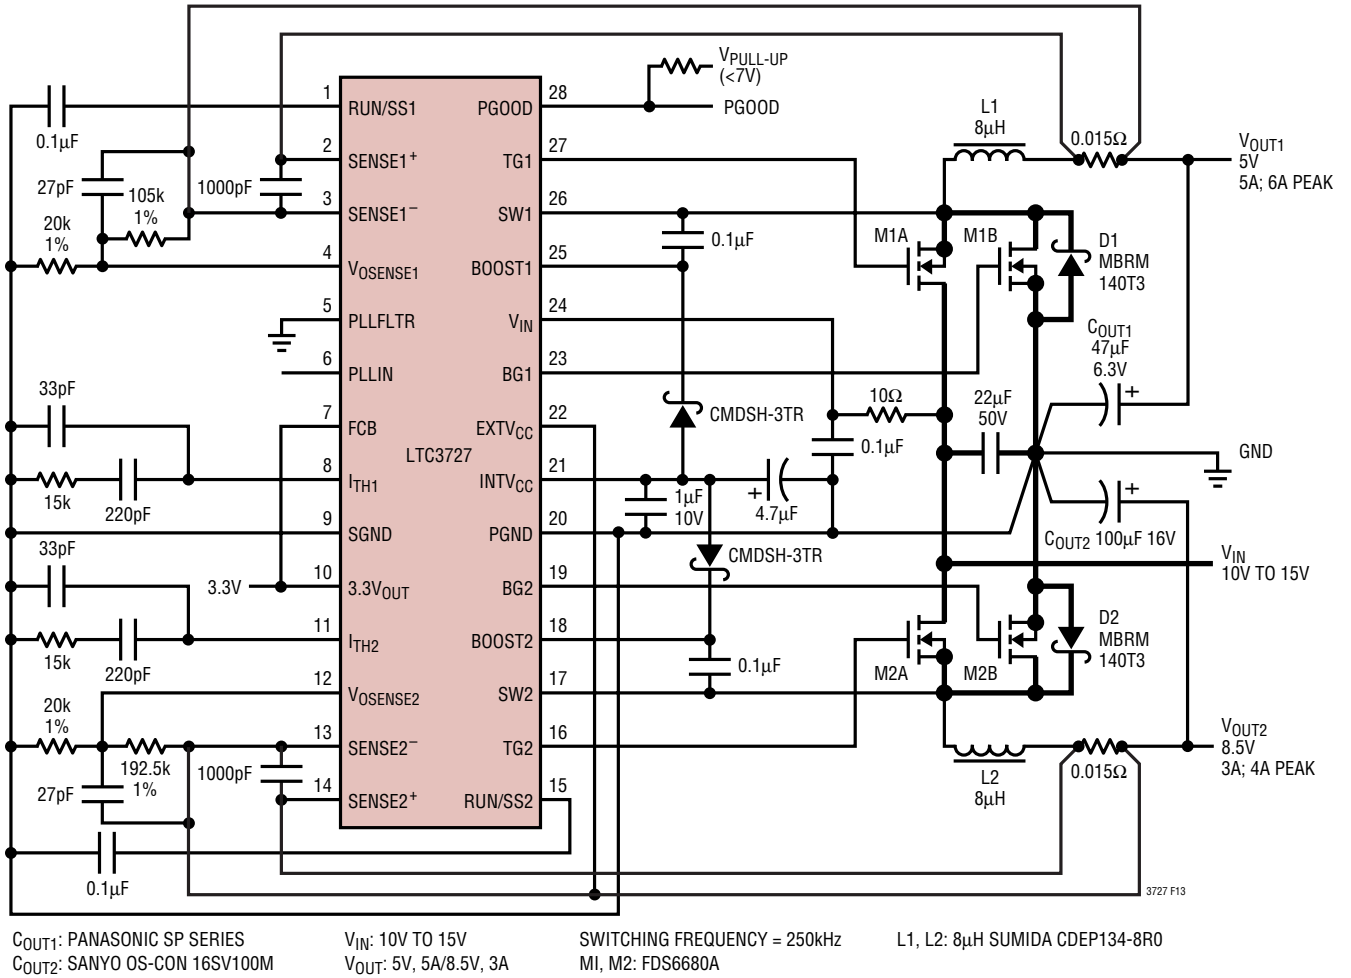 VPULL-UP
(<7V)
PGOOD
0.1µF
1
RUN/SS1
PGOOD
28
L1
8µH
0.015Ω
VOUT1
5V
5A; 6A PEAK
2
SENSE1+
TG1
27
27pF
105k
1%
1000pF
3
SENSE1–
SW1
26
20k
1%
0.1µF
M1A
M1B
D1
MBRM
140T3
4
VOSENSE1
BOOST1
25
5
PLLFLTR
VIN
24
COUT1
47µF
6.3V
+
6
PLLIN
BG1
23
33pF
CMDSH-3TR
10Ω
22µF
50V
7
FCB
EXTVCC
22
LTC3727
0.1µF
GND
15k
220pF
8
ITH1
INTVCC
21
1µF
10V
+
4.7µF
+
9
SGND
PGND
20
COUT2 100µF 16V
33pF
CMDSH-3TR
VIN
10V TO 15V
3.3V
10
3.3VOUT
BG2
19
15k
220pF
11
ITH2
BOOST2
18
0.1µF
M2A
M2B
D2
MBRM
140T3
12
VOSENSE2
SW2
17
20k
1%
13
SENSE2–
TG2
16
VOUT2
8.5V
3A; 4A PEAK
192.5k
1%
1000pF
L2
8µH
0.015Ω
27pF
14
SENSE2+
RUN/SS2
15
0.1µF
3727 F13
COUT1: PANASONIC SP SERIES
COUT2: SANYO OS-CON 16SV100M
VIN: 10V TO 15V
VOUT: 5V, 5A/8.5V, 3A
SWITCHING FREQUENCY = 250kHz
MI, M2: FDS6680A
L1, L2: 8µH SUMIDA CDEP134-8R0